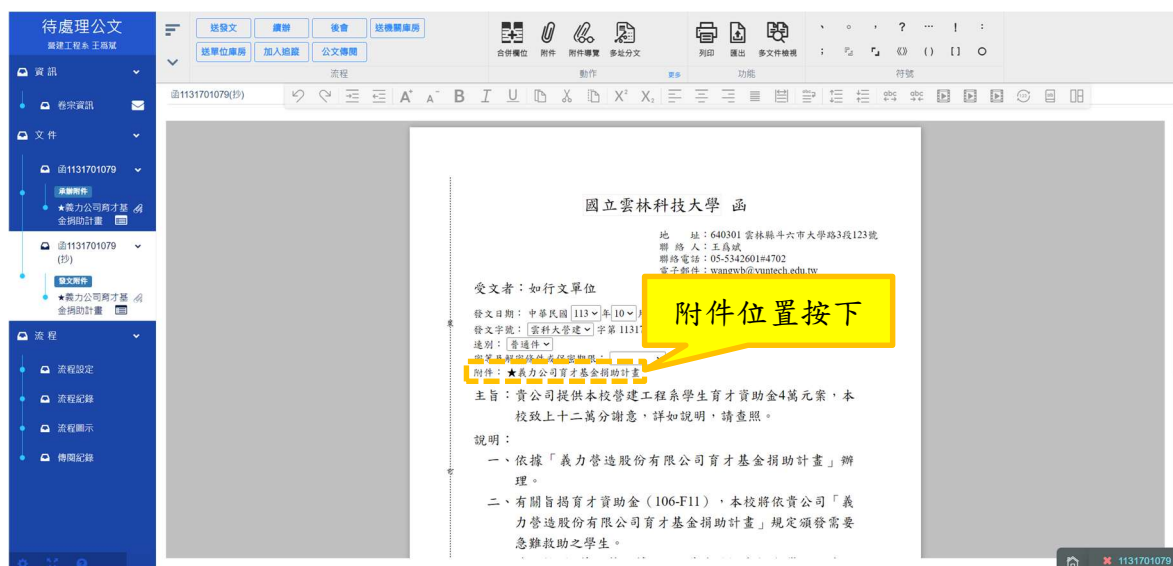 待處理公文
營建工程系 王爲斌
資訊
卷宗資訊
文件
函1131701079
承辦附件
★義力公司育才基
金捐助計畫
函1131701079
(抄)
發文附件
★義力公司育才基
金捐助計畫
流程
流程設定
流程紀錄
流程圖示
傳閱紀錄
送發文 續辦 後會 送機關庫房
送單位庫房 加入追蹤 公文傳閱
流程
合併欄位 附件 附件導覽 多址分文
動作 更多
列印 匯出 多文件檢視
功能
、 。 , ? … ! :
; 『』 「」 《》 ( ) [ ] ○
符號
函1131701079(抄)
國立雲林科技大學 函
地 址:640301 雲林縣斗六市大學路3段123號
聯 絡 人:王爲斌
聯絡電話:05-5342601#4702
電子郵件:wangwb@yuntech.edu.tw
受文者:如行文單位
發文日期:中華民國 113 年 10
發文字號:雲科大營建 字第 11317
速別:普通件
附件:★義力公司育才基金捐助計畫
附件位置按下
主旨:貴公司提供本校營建工程系學生育才資助金4萬元案,本
校致上十二萬分謝意,詳如說明,請查照。
說明:
一、依據「義力營造股份有限公司育才基金捐助計畫」辦
理。
二、有關旨揭育才資助金(106-F11),本校將依貴公司「義
力營造股份有限公司育才基金捐助計畫」規定頒發需要
急難救助之學生。
1131701079